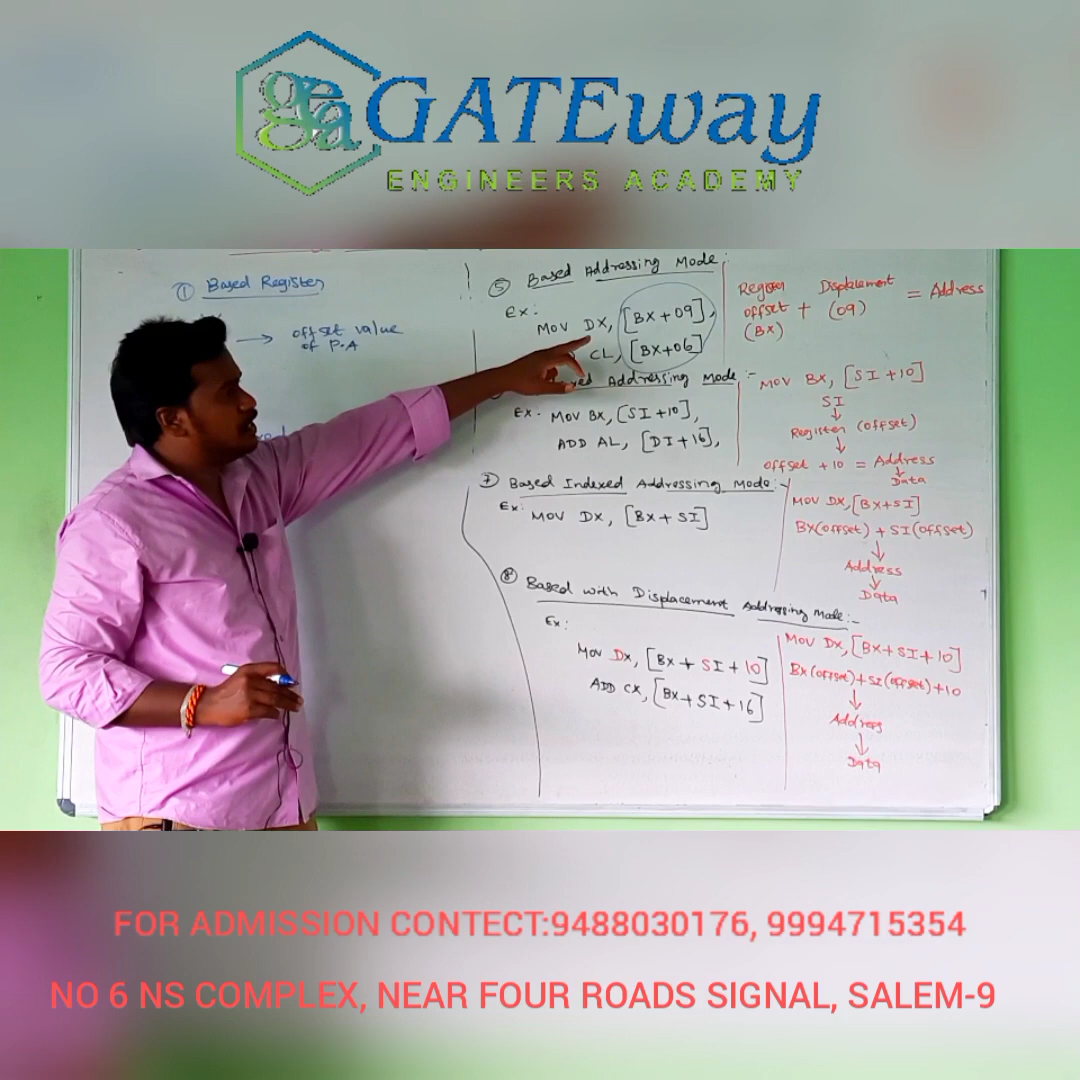 gea GATEway
ENGINEERS ACADEMY
① Based Register
→ offset value
of P.A
⑤ Based Addressing Mode:
Ex:
Mov DX, [BX+09],
CL, [BX+06]
Addressing Mode :-
Ex. Mov BX, [SI+10],
ADD AL, [DI+16],
⑦ Based Indexed Addressing Mode:-
Ex:
Mov DX, [BX+SI]
⑧ Based with Displacement Addressing Mode:-
Ex:
Mov DX, [BX+SI+10]
ADD CX, [BX+SI+16]
Register Displacement
offset + (09) = Address
(BX)
Mov BX, [SI+10]
SI
↓
Register (offset)
↓
offset +10 = Address
↓
Data
Mov DX, [BX+SI]
BX(offset) + SI(offset)
↓
Address
↓
Data
Mov DX, [BX+SI+10]
BX(offset)+SI(offset)+10
↓
Address
↓
Data
FOR ADMISSION CONTECT:9488030176, 9994715354
NO 6 NS COMPLEX, NEAR FOUR ROADS SIGNAL, SALEM-9